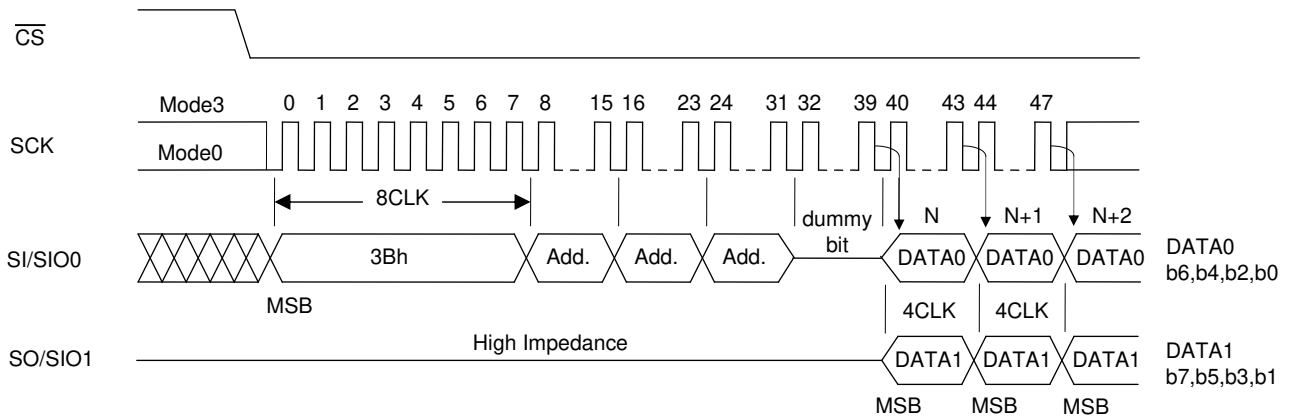 CS
Mode3 0 1 2 3 4 5 6 7 8 15 16 23 24 31 32 39 40 43 44 47
SCK
Mode0
8CLK
dummy
bit
N N+1 N+2
SI/SIO0 3Bh Add. Add. Add. DATA0 DATA0 DATA0
DATA0
b6,b4,b2,b0
MSB
4CLK 4CLK
High Impedance
SO/SIO1 DATA1 DATA1 DATA1
DATA1
b7,b5,b3,b1
MSB MSB MSB